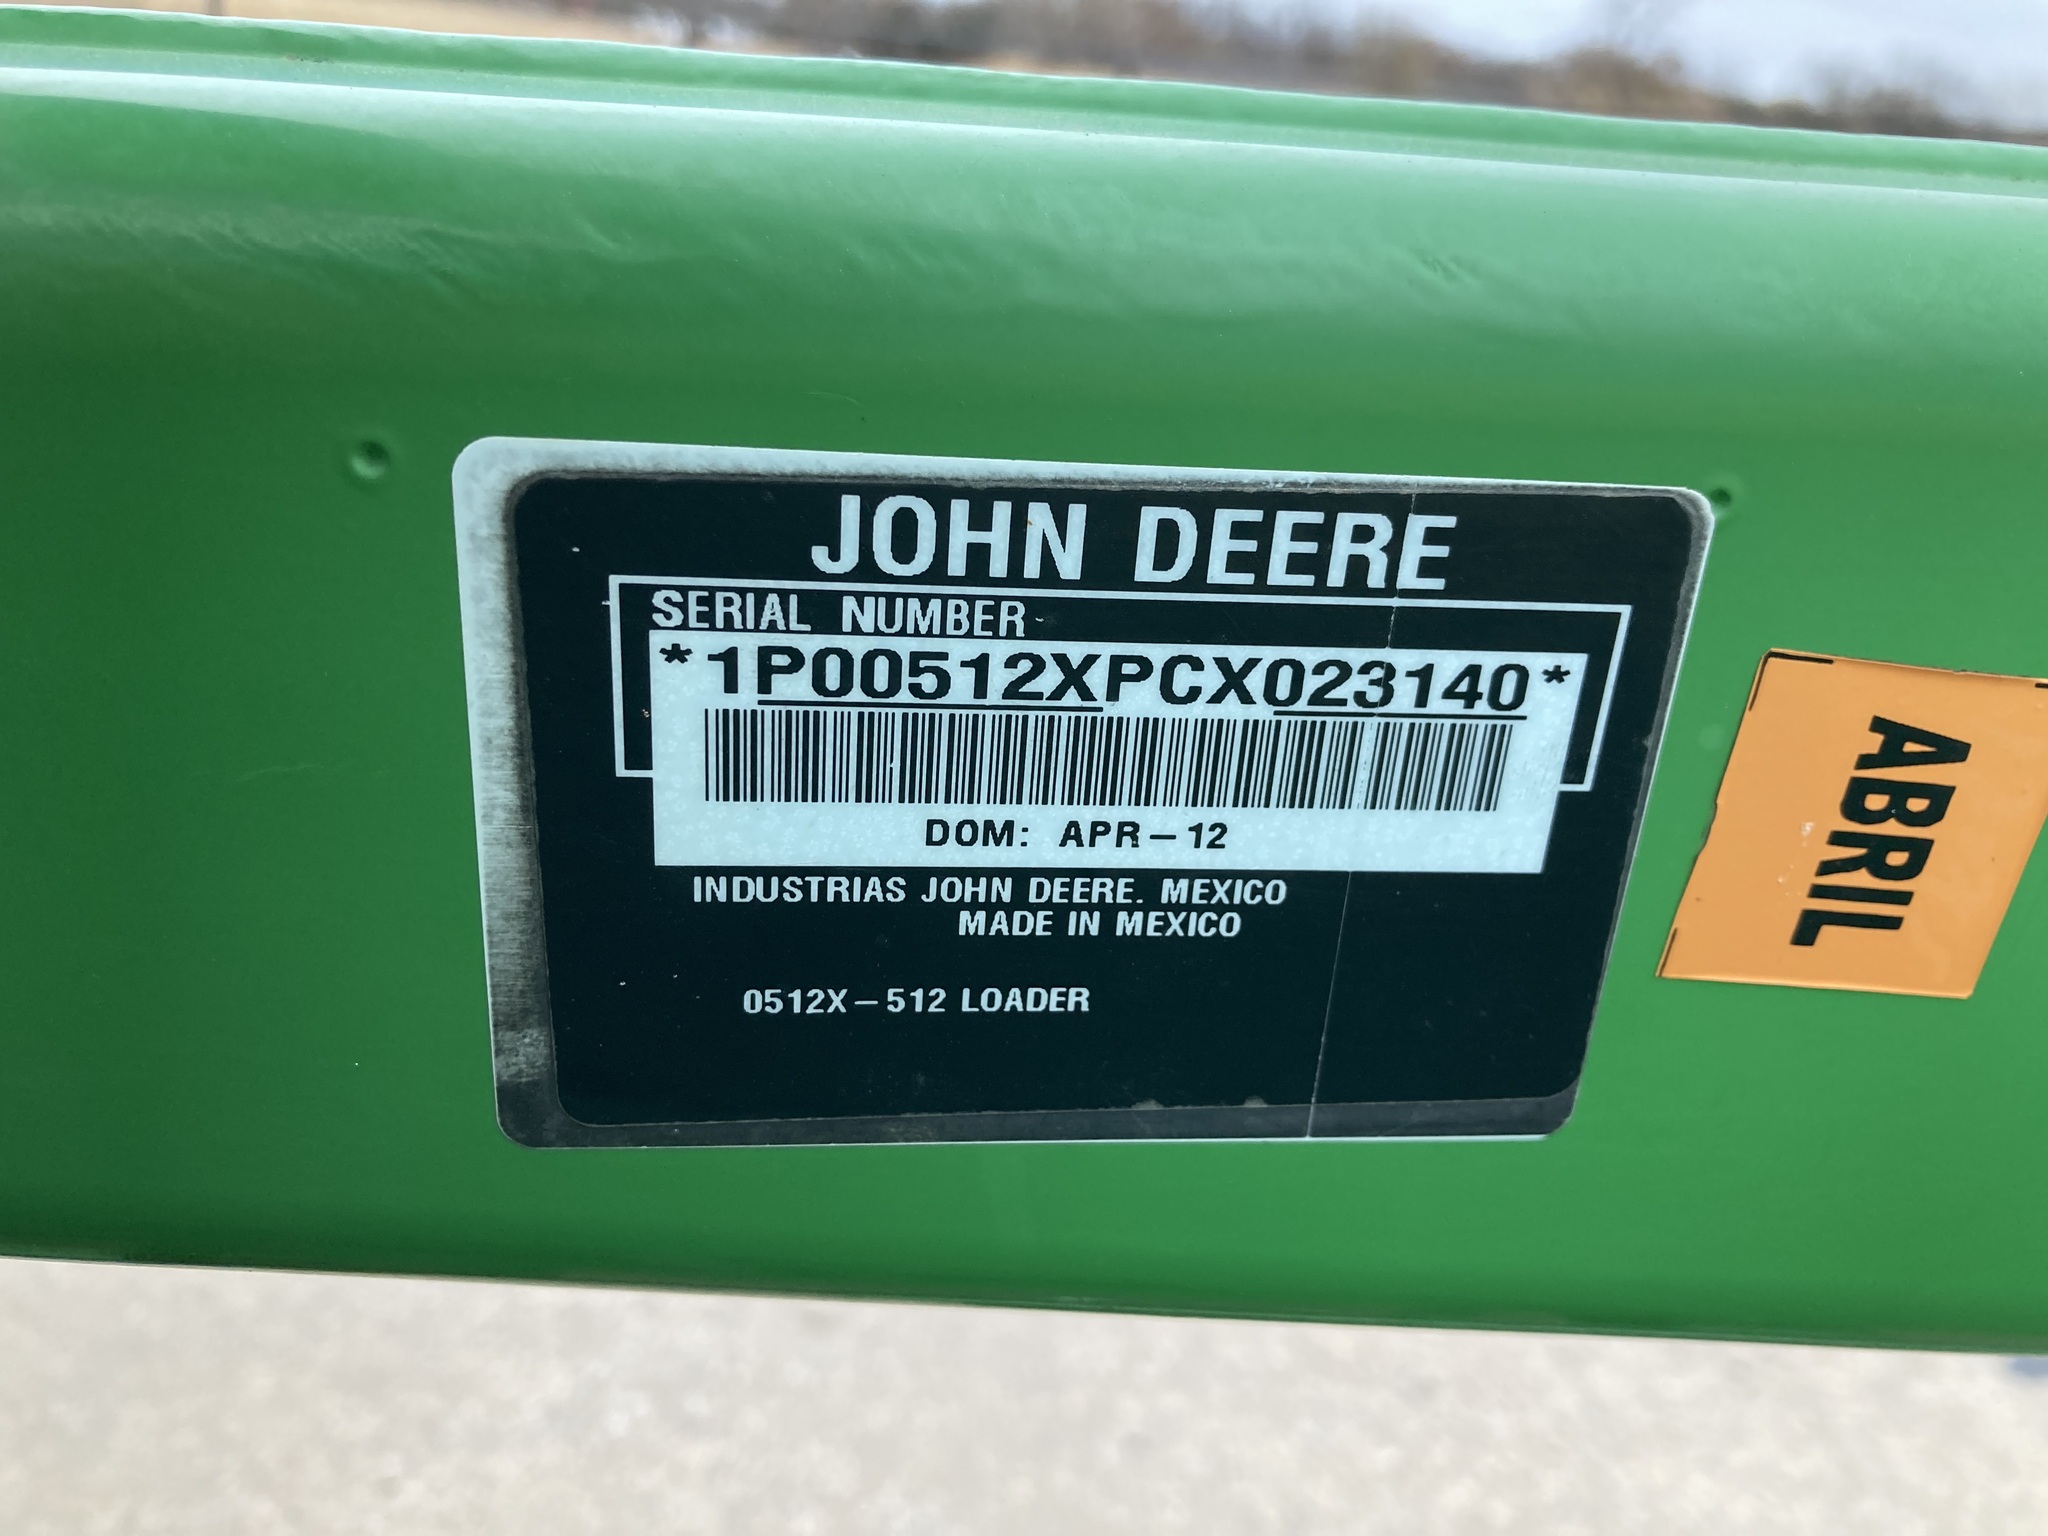 JOHN DEERE
SERIAL NUMBER
*1P00512XPCX023140*
DOM: APR-12
INDUSTRIAS JOHN DEERE. MEXICO
MADE IN MEXICO
0512X-512 LOADER
ABRIL